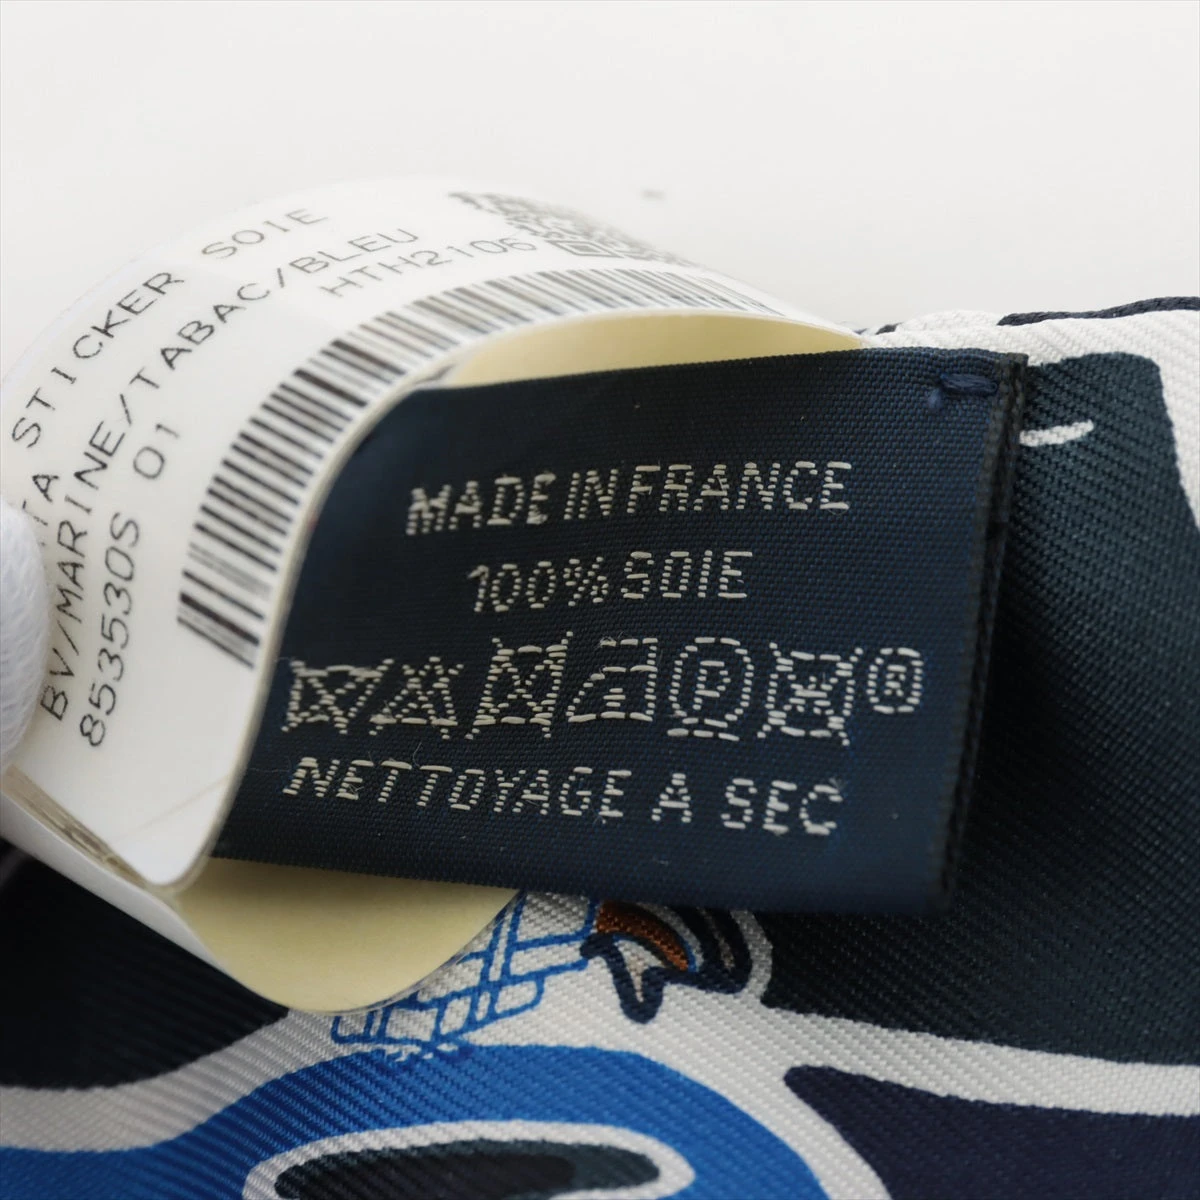 STICKER SOIE
BV/MARINE/TABAC/BLEU
853530S 01
HTH2106
MADE IN FRANCE
100% SOIE
P
®
NETTOYAGE A SEC